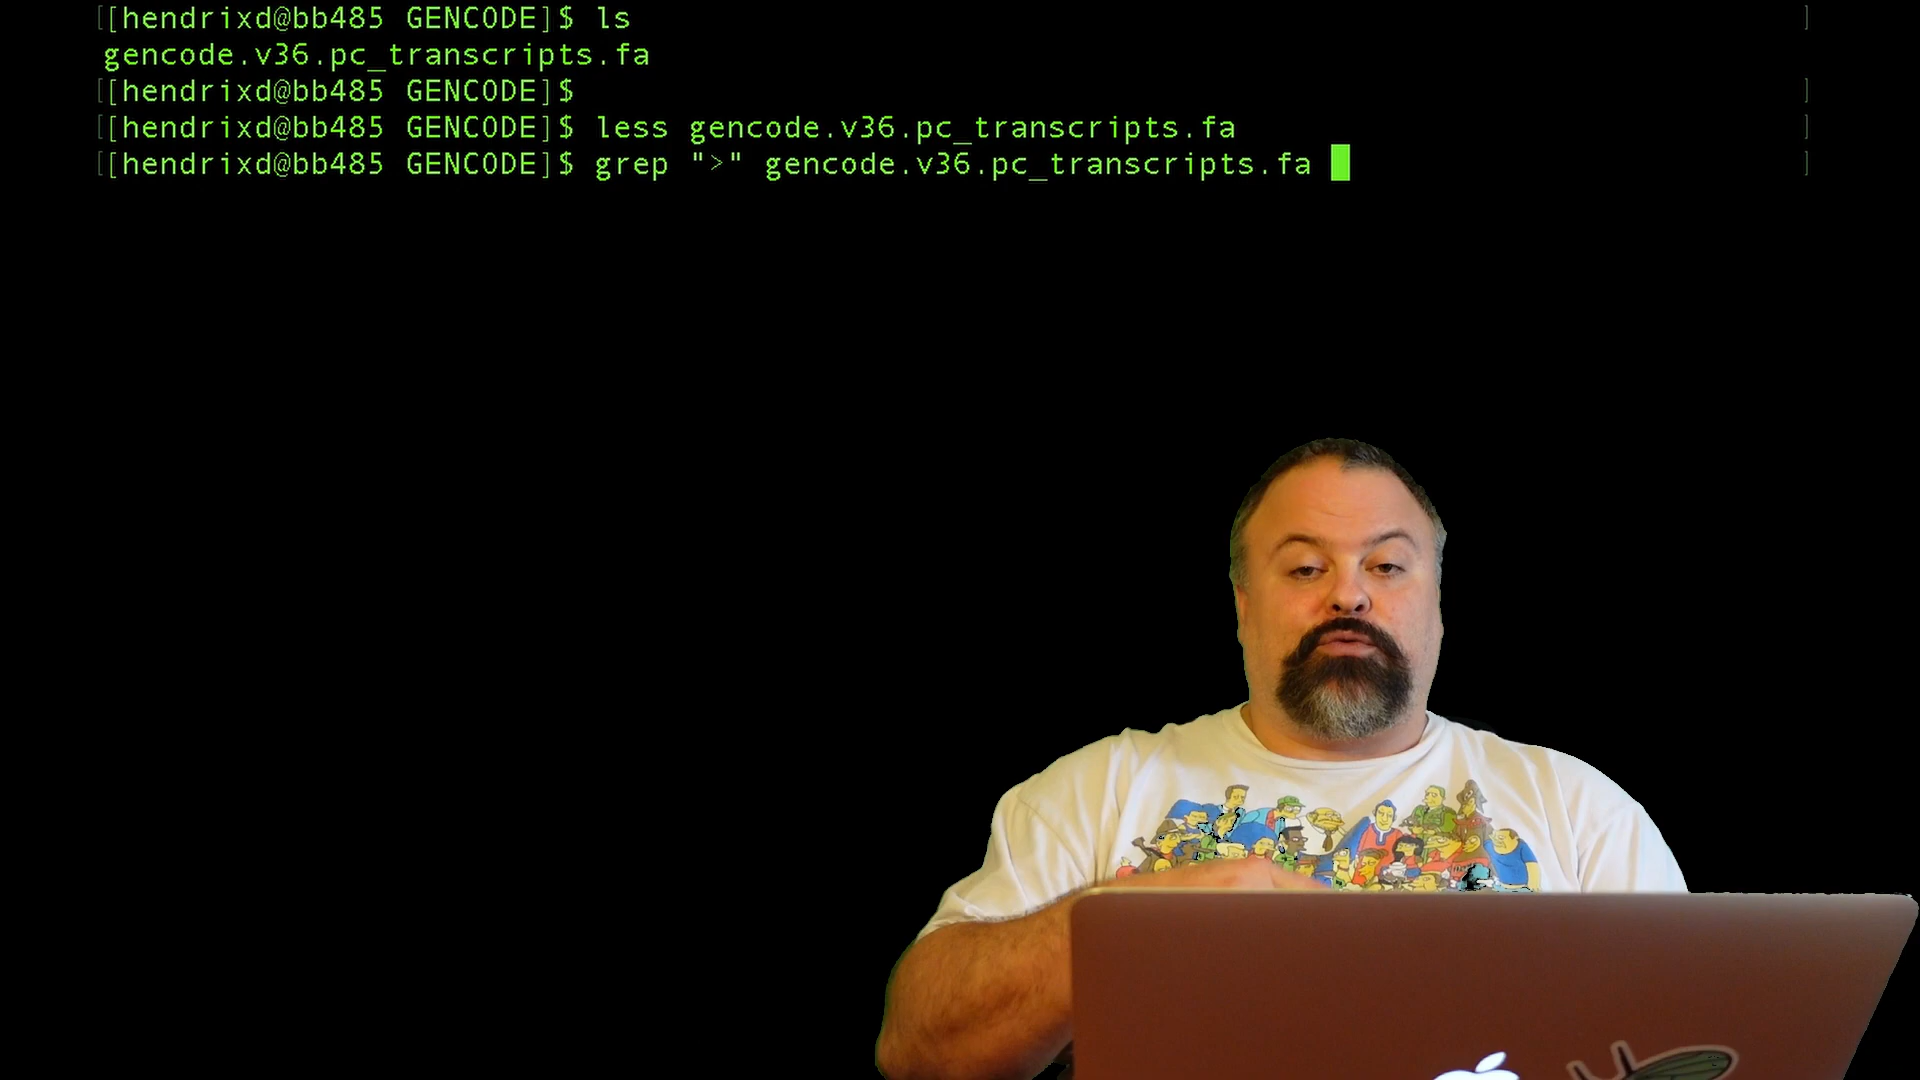 [[hendrixd@bb485 GENCODE]$ ls ]
gencode.v36.pc_transcripts.fa
[[hendrixd@bb485 GENCODE]$ ]
[[hendrixd@bb485 GENCODE]$ less gencode.v36.pc_transcripts.fa ]
[[hendrixd@bb485 GENCODE]$ grep ">" gencode.v36.pc_transcripts.fa ]